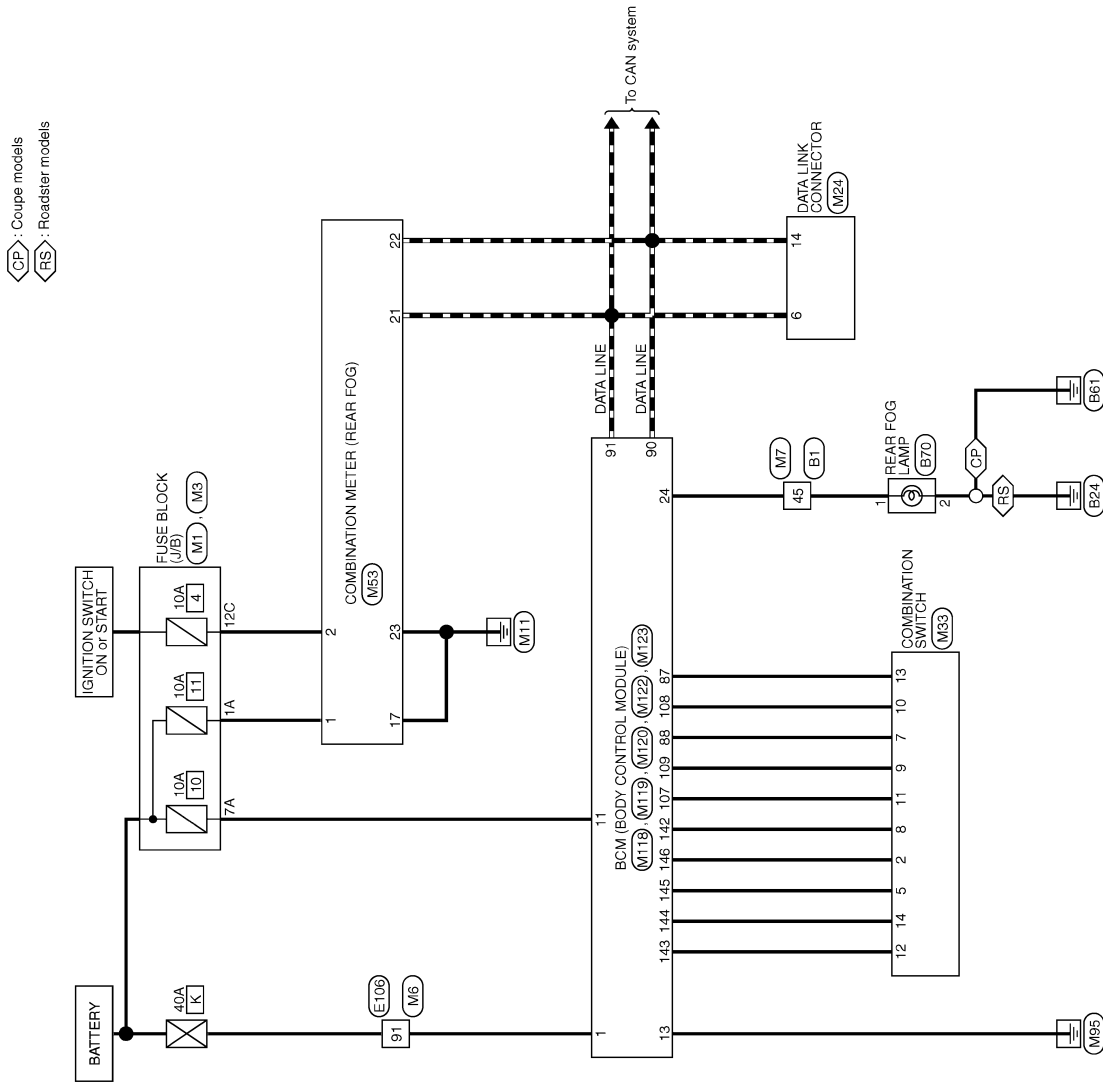 CP : Coupe models
RS : Roadster models
BATTERY
IGNITION SWITCH
ON or START
40A
K
10A
10
10A
11
10A
4
FUSE BLOCK
(J/B)
M1 , M3
7A
1A
12C
E106
91
M6
1
2
COMBINATION METER (REAR FOG)
M53
17
23
21
22
M11
To CAN system
DATA LINE
DATA LINE
1
11
91
90
BCM (BODY CONTROL MODULE)
M118 , M119 , M120 , M122 , M123
13
143
144
145
146
142
107
109
88
108
87
24
12
14
5
2
8
11
9
7
10
13
COMBINATION
SWITCH
M33
M7
45
B1
REAR FOG
LAMP
B70
1
2
CP
RS
6
14
DATA LINK
CONNECTOR
M24
M95
B24
B61